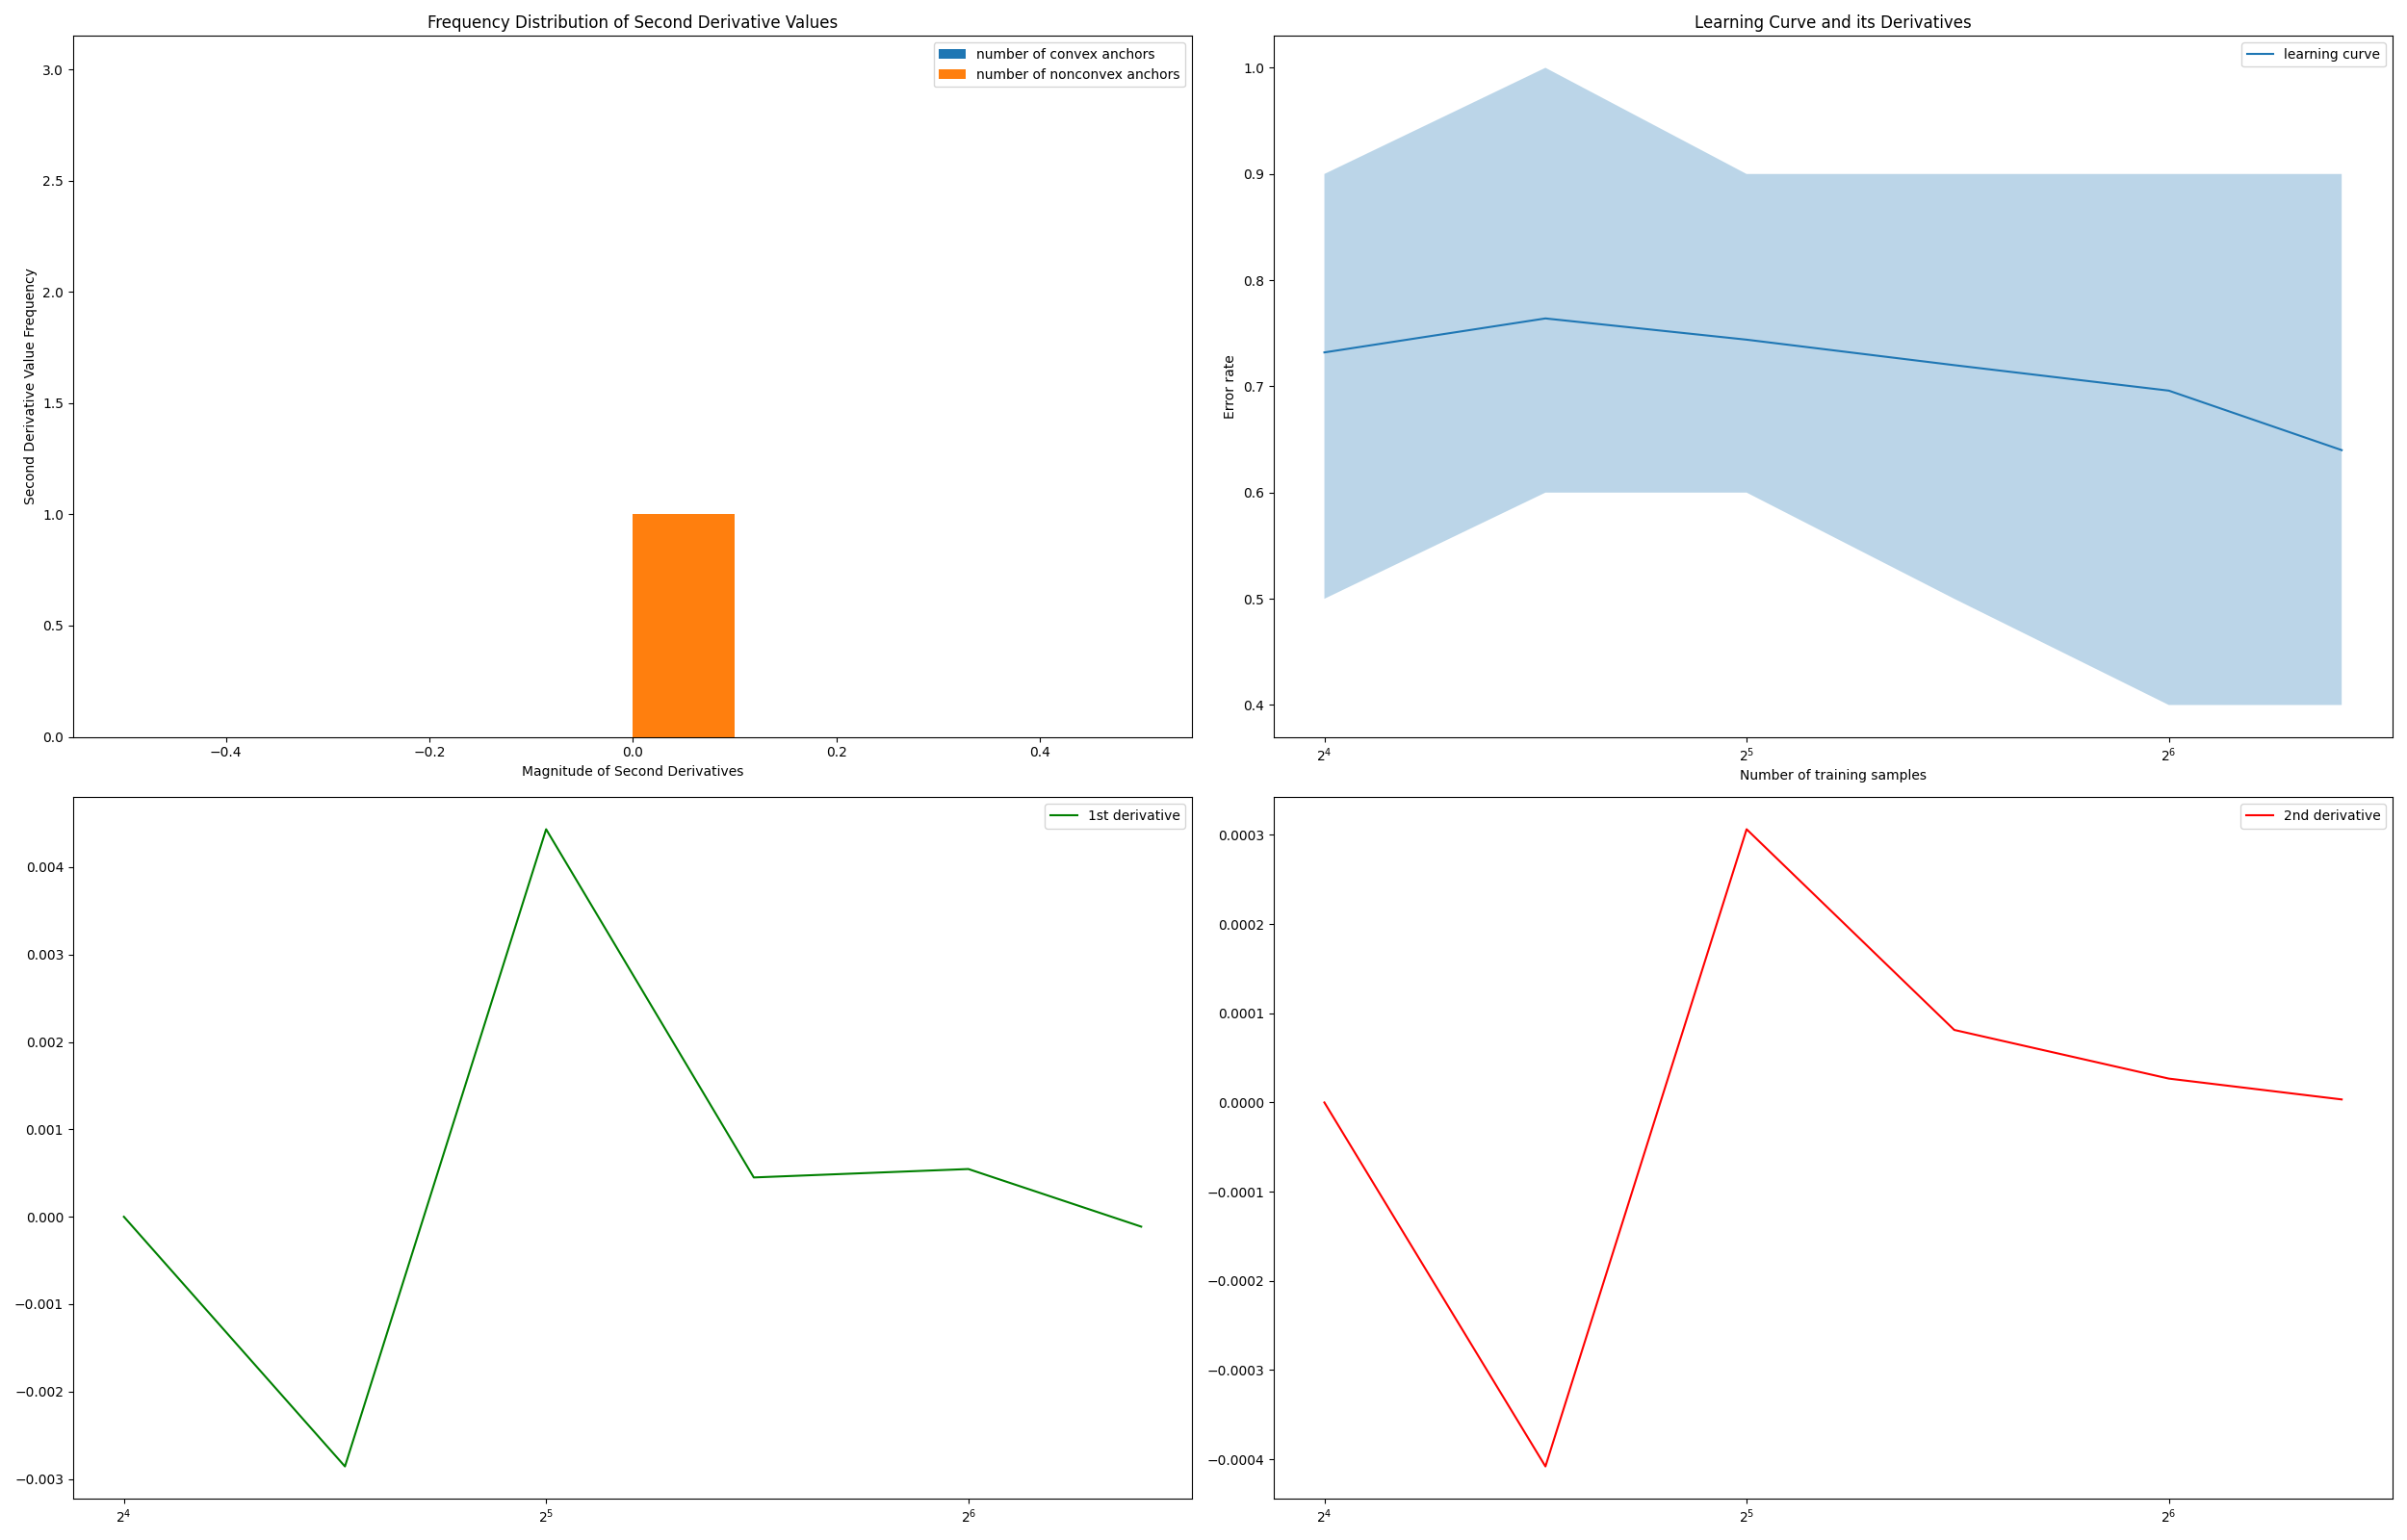 Frequency Distribution of Second Derivative Values
number of convex anchors
number of nonconvex anchors
Second Derivative Value Frequency
3.0
2.5
2.0
1.5
1.0
0.5
0.0
−0.4 −0.2 0.0 0.2 0.4
Magnitude of Second Derivatives
Learning Curve and its Derivatives
learning curve
Error rate
1.0
0.9
0.8
0.7
0.6
0.5
0.4
2⁴ 2⁵ 2⁶
Number of training samples
1st derivative
0.004
0.003
0.002
0.001
0.000
−0.001
−0.002
−0.003
2⁴ 2⁵ 2⁶
2nd derivative
0.0003
0.0002
0.0001
0.0000
−0.0001
−0.0002
−0.0003
−0.0004
2⁴ 2⁵ 2⁶